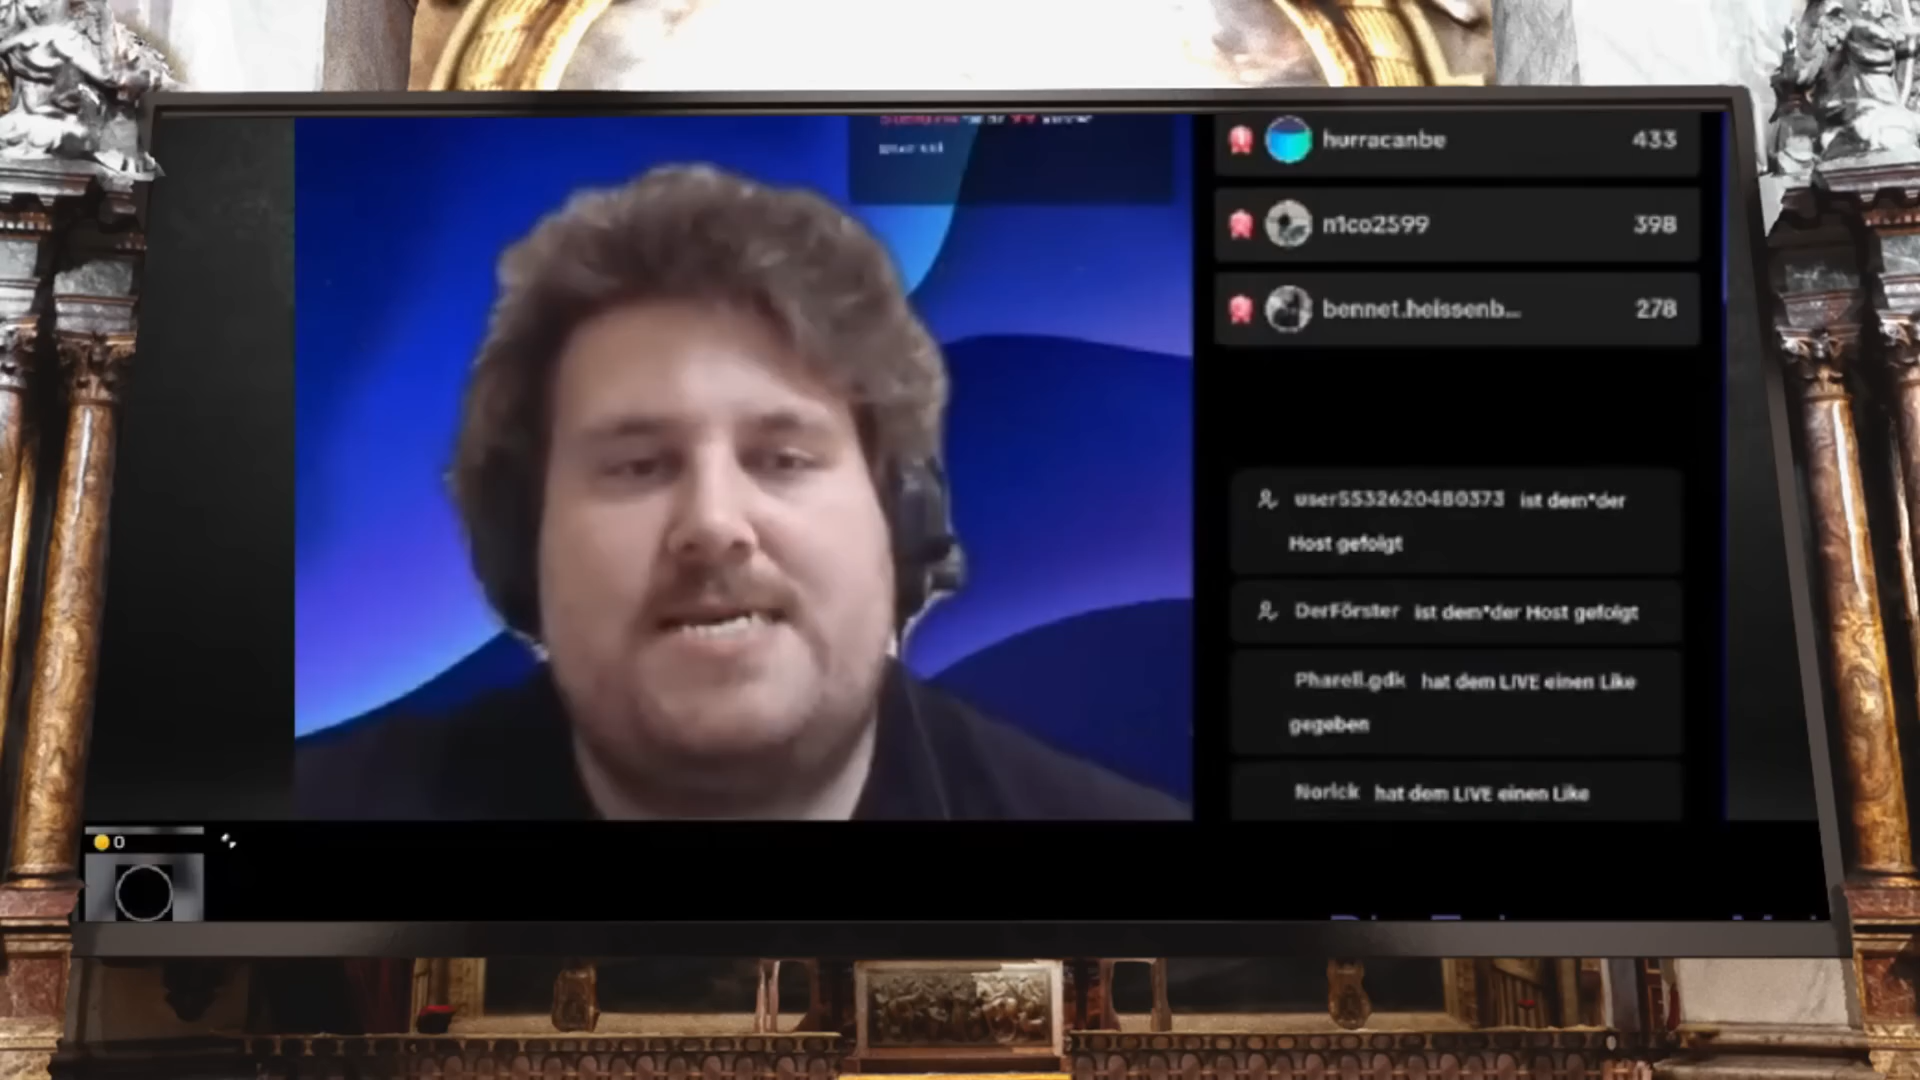 hurracanbe 433
n1co2599 398
bennet.heissenb... 278
user5532620480373 ist dem*der
Host gefolgt
DerFörster ist dem*der Host gefolgt
Pharell.gdk hat dem LIVE einen Like
gegeben
Norick hat dem LIVE einen Like
0